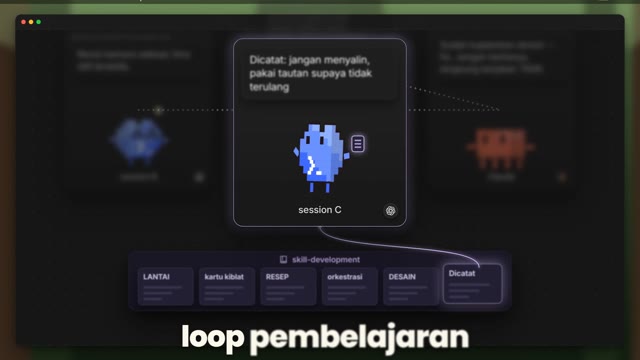 Dicatat: jangan menyalin,
pakai tautan supaya tidak
terulang
session C
skill-development
LANTAI
kartu kiblat
RESEP
orkestrasi
DESAIN
Dicatat
loop pembelajaran